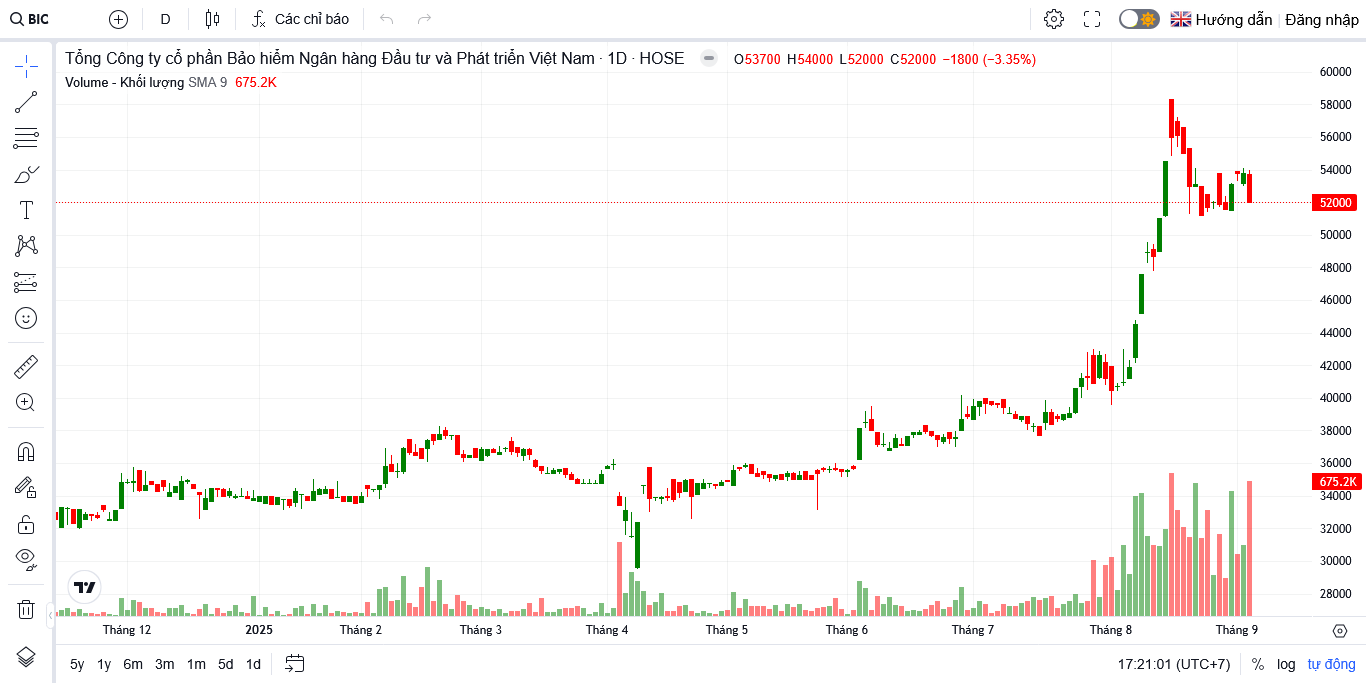 BIC
D
Các chỉ báo
Hướng dẫn
Đăng nhập
Tổng Công ty cổ phần Bảo hiểm Ngân hàng Đầu tư và Phát triển Việt Nam · 1D · HOSE O53700 H54000 L52000 C52000 −1800 (−3.35%)
Volume - Khối lượng SMA 9 675.2K
60000
58000
56000
54000
52000
50000
48000
46000
44000
42000
40000
38000
36000
675.2K
34000
32000
30000
28000
Tháng 12 2025 Tháng 2 Tháng 3 Tháng 4 Tháng 5 Tháng 6 Tháng 7 Tháng 8 Tháng 9
5y 1y 6m 3m 1m 5d 1d 17:21:01 (UTC+7) % log tự động